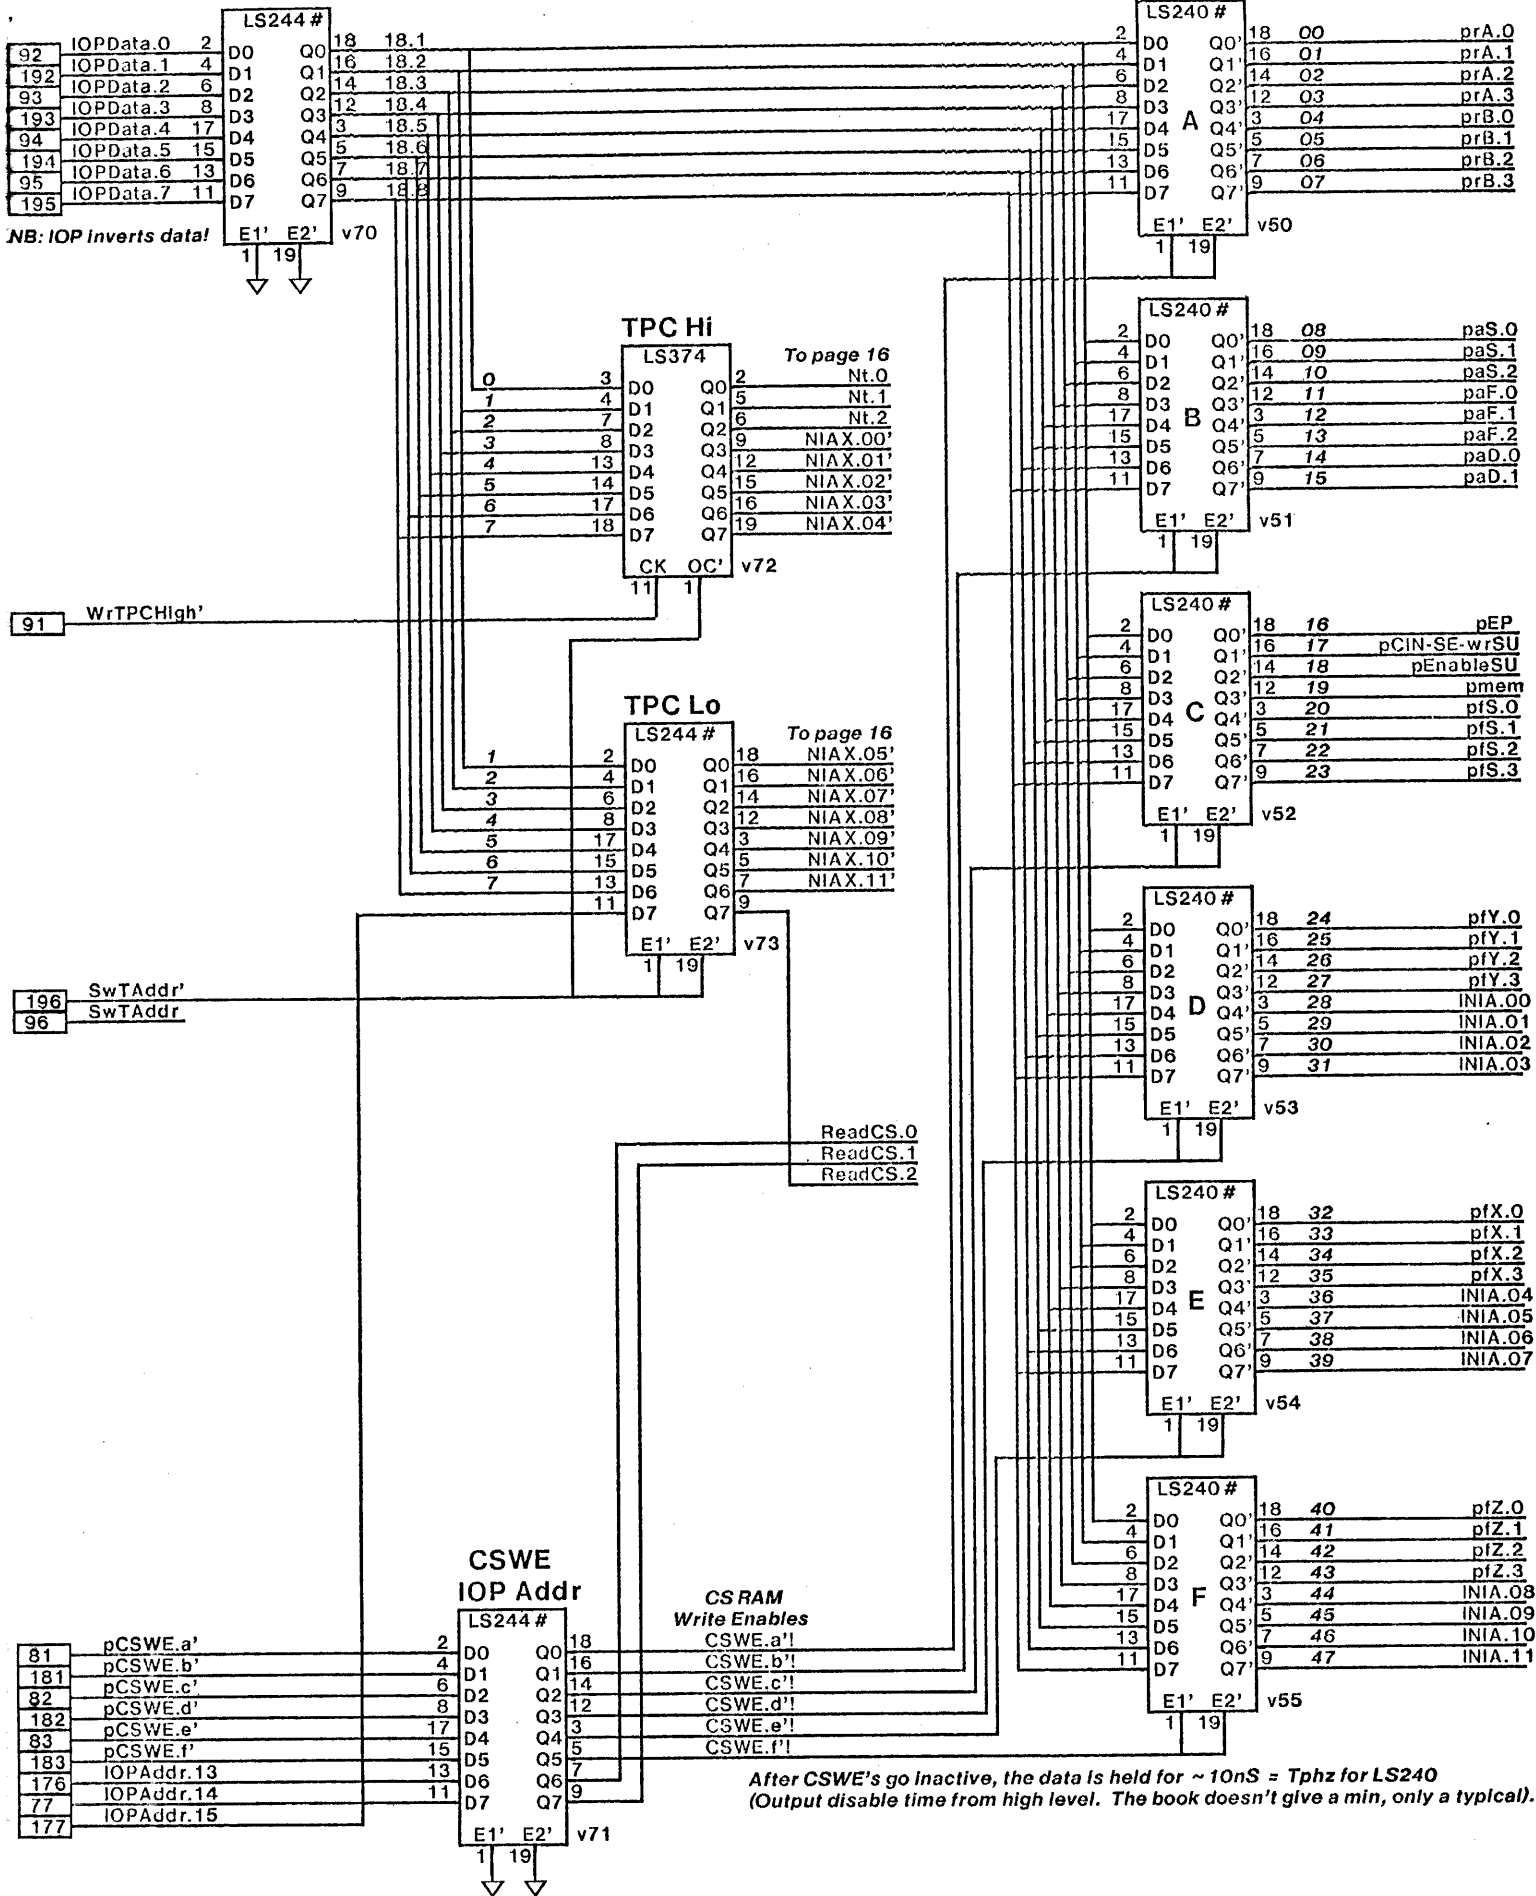 LS244 #
92 IOPData.0 2 D0 Q0 18 18.1
192 IOPData.1 4 D1 Q1 16 18.2
93 IOPData.2 6 D2 Q2 14 18.3
193 IOPData.3 8 D3 Q3 12 18.4
94 IOPData.4 17 D4 Q4 3 18.5
194 IOPData.5 15 D5 Q5 5 18.6
95 IOPData.6 13 D6 Q6 7 18.7
195 IOPData.7 11 D7 Q7 9 18.8
NB: IOP inverts data!
E1' E2' v70
1 19
LS240 #
2 D0 Q0' 18 00 prA.0
4 D1 Q1' 16 01 prA.1
6 D2 Q2' 14 02 prA.2
8 D3 Q3' 12 03 prA.3
A
17 D4 Q4' 3 04 prB.0
15 D5 Q5' 5 05 prB.1
13 D6 Q6' 7 06 prB.2
11 D7 Q7' 9 07 prB.3
E1' E2' v50
1 19
TPC Hi
LS374
To page 16
0 3 D0 Q0 2 Nt.0
1 4 D1 Q1 5 Nt.1
2 7 D2 Q2 6 Nt.2
3 8 D3 Q3 9 NIAX.00'
4 13 D4 Q4 12 NIAX.01'
5 14 D5 Q5 15 NIAX.02'
6 17 D6 Q6 16 NIAX.03'
7 18 D7 Q7 19 NIAX.04'
CK OC' v72
11 1
91 WrTPCHigh'
LS240 #
2 D0 Q0' 18 08 paS.0
4 D1 Q1' 16 09 paS.1
6 D2 Q2' 14 10 paS.2
8 D3 Q3' 12 11 paF.0
B
17 D4 Q4' 3 12 paF.1
15 D5 Q5' 5 13 paF.2
13 D6 Q6' 7 14 paD.0
11 D7 Q7' 9 15 paD.1
E1' E2' v51
1 19
LS240 #
2 D0 Q0' 18 16 pEP
4 D1 Q1' 16 17 pCIN-SE-wrSU
6 D2 Q2' 14 18 pEnableSU
8 D3 Q3' 12 19 pmem
C
17 D4 Q4' 3 20 pfS.0
15 D5 Q5' 5 21 pfS.1
13 D6 Q6' 7 22 pfS.2
11 D7 Q7' 9 23 pfS.3
E1' E2' v52
1 19
TPC Lo
LS244 #
To page 16
1 2 D0 Q0 18 NIAX.05'
2 4 D1 Q1 16 NIAX.06'
3 6 D2 Q2 14 NIAX.07'
4 8 D3 Q3 12 NIAX.08'
5 17 D4 Q4 3 NIAX.09'
6 15 D5 Q5 5 NIAX.10'
7 13 D6 Q6 7 NIAX.11'
11 D7 Q7 9
E1' E2' v73
1 19
196 SwTAddr'
96 SwTAddr
LS240 #
2 D0 Q0' 18 24 pfY.0
4 D1 Q1' 16 25 pfY.1
6 D2 Q2' 14 26 pfY.2
8 D3 Q3' 12 27 pfY.3
D
17 D4 Q4' 3 28 INIA.00
15 D5 Q5' 5 29 INIA.01
13 D6 Q6' 7 30 INIA.02
11 D7 Q7' 9 31 INIA.03
E1' E2' v53
1 19
ReadCS.0
ReadCS.1
ReadCS.2
LS240 #
2 D0 Q0' 18 32 pfX.0
4 D1 Q1' 16 33 pfX.1
6 D2 Q2' 14 34 pfX.2
8 D3 Q3' 12 35 pfX.3
E
17 D4 Q4' 3 36 INIA.04
15 D5 Q5' 5 37 INIA.05
13 D6 Q6' 7 38 INIA.06
11 D7 Q7' 9 39 INIA.07
E1' E2' v54
1 19
LS240 #
2 D0 Q0' 18 40 pfZ.0
4 D1 Q1' 16 41 pfZ.1
6 D2 Q2' 14 42 pfZ.2
8 D3 Q3' 12 43 pfZ.3
F
17 D4 Q4' 3 44 INIA.08
15 D5 Q5' 5 45 INIA.09
13 D6 Q6' 7 46 INIA.10
11 D7 Q7' 9 47 INIA.11
E1' E2' v55
1 19
CSWE
IOP Addr
LS244 #
CS RAM
Write Enables
81 pCSWE.a' 2 D0 Q0 18 CSWE.a'!
181 pCSWE.b' 4 D1 Q1 16 CSWE.b'!
82 pCSWE.c' 6 D2 Q2 14 CSWE.c'!
182 pCSWE.d' 8 D3 Q3 12 CSWE.d'!
83 pCSWE.e' 17 D4 Q4 3 CSWE.e'!
183 pCSWE.f' 15 D5 Q5 5 CSWE.f'!
176 IOPAddr.13 13 D6 Q6 7
77 IOPAddr.14 11 D7 Q7 9
177 IOPAddr.15
E1' E2' v71
1 19
After CSWE's go inactive, the data is held for ~ 10nS = Tphz for LS240
(Output disable time from high level. The book doesn't give a min, only a typical).